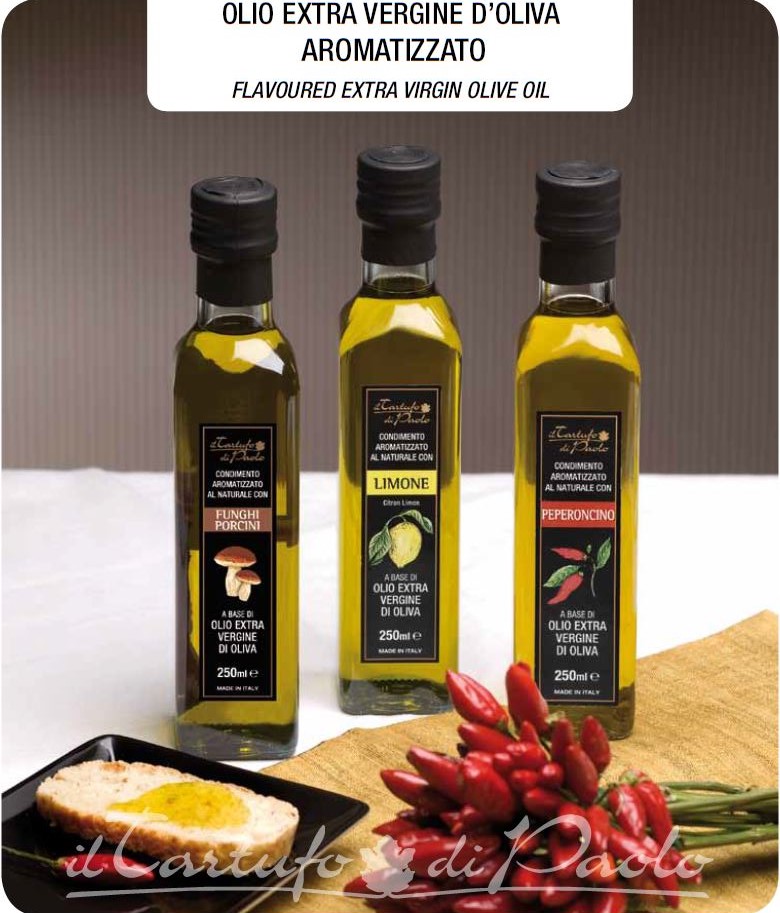 OLIO EXTRA VERGINE D'OLIVA
AROMATIZZATO
FLAVOURED EXTRA VIRGIN OLIVE OIL
il Tartufo
di Paolo
CONDIMENTO
AROMATIZZATO
AL NATURALE CON
FUNGHI
PORCINI
A BASE DI
OLIO EXTRA
VERGINE
DI OLIVA
250ml ℮
MADE IN ITALY
il Tartufo
di Paolo
CONDIMENTO
AROMATIZZATO
AL NATURALE CON
LIMONE
Citron Limon
A BASE DI
OLIO EXTRA
VERGINE
DI OLIVA
250ml ℮
MADE IN ITALY
il Tartufo
di Paolo
CONDIMENTO
AROMATIZZATO
AL NATURALE CON
PEPERONCINO
A BASE DI
OLIO EXTRA
VERGINE
DI OLIVA
250ml ℮
MADE IN ITALY
il Tartufo di Paolo